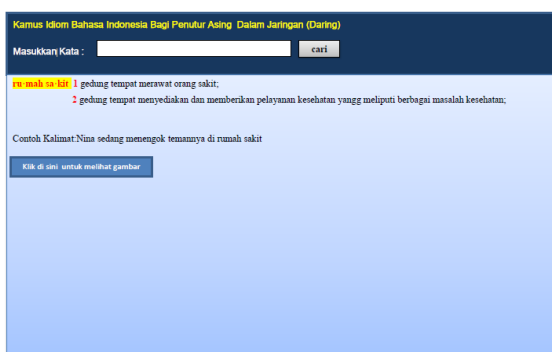 Kamus Idiom Bahasa Indonesia Bagi Penutur Asing Dalam Jaringan (Daring)
Masukkan Kata :
cari
ru·mah sa·kit 1 gedung tempat merawat orang sakit;
2 gedung tempat menyediakan dan memberikan pelayanan kesehatan yangg meliputi berbagai masalah kesehatan;
Contoh Kalimat:Nina sedang menengok temannya di rumah sakit
Klik di sini untuk melihat gambar